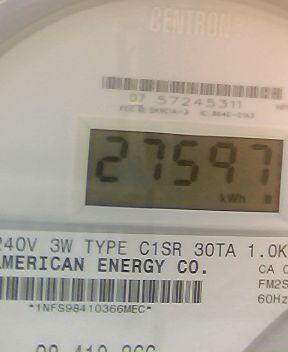 CENTRON
07 57245311
27597
kWh
240V 3W TYPE C1SR 30TA 1.0K
AMERICAN ENERGY CO.
CA
FM2S
60Hz
*1NFS98410366MEC*